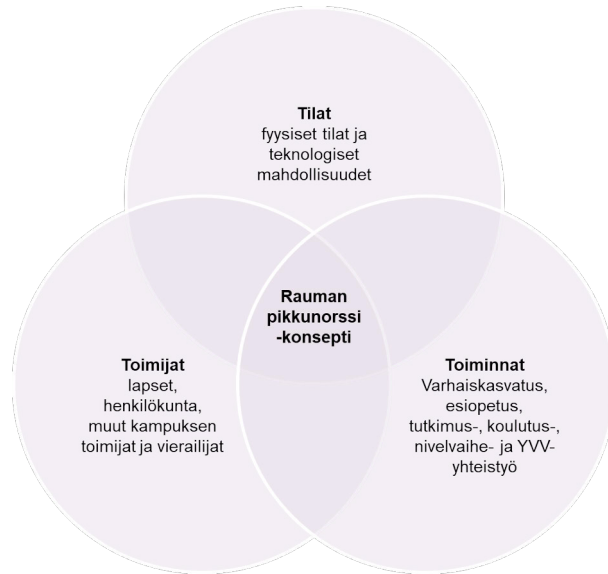 Tilat
fyysiset tilat ja
teknologiset
mahdollisuudet
Rauman
pikkunorssi
-konsepti
Toimijat
lapset,
henkilökunta,
muut kampuksen
toimijat ja vierailijat
Toiminnat
Varhaiskasvatus,
esiopetus,
tutkimus-, koulutus-,
nivelvaihe- ja YVV-
yhteistyö